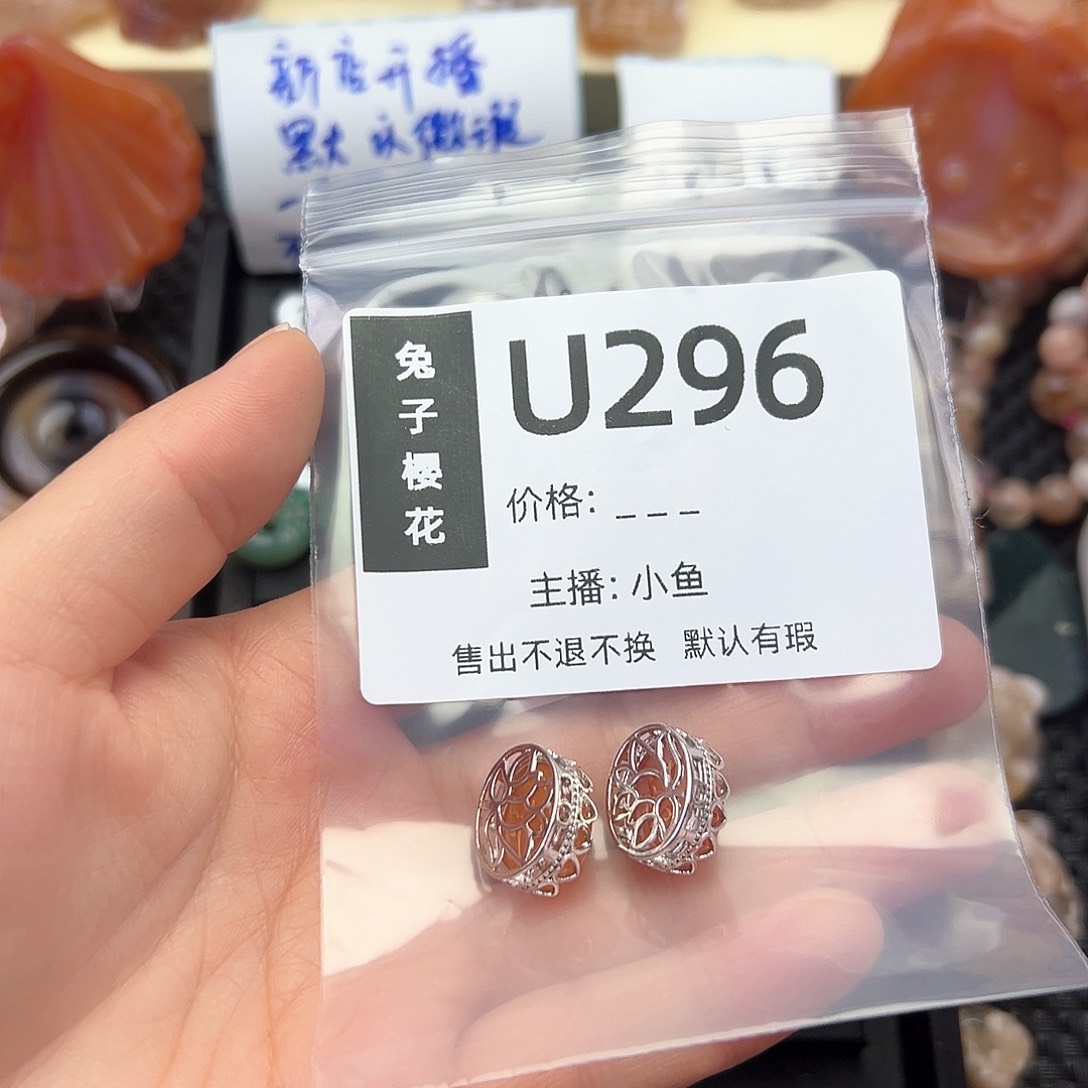 新店开播
默认微瑕
兔子樱花
U296
价格: _ _ _
主播: 小鱼
售出不退不换 默认有瑕